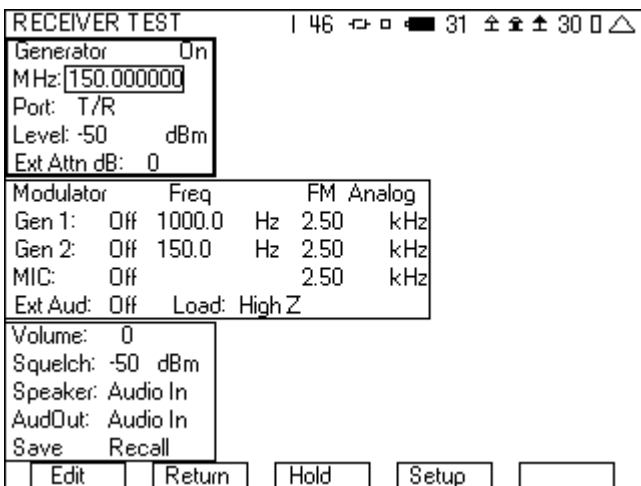 RECEIVER TEST 46 31 30
Generator On
MHz: 150.000000
Port: T/R
Level: -50 dBm
Ext Attn dB: 0
Modulator Freq FM Analog
Gen 1: Off 1000.0 Hz 2.50 kHz
Gen 2: Off 150.0 Hz 2.50 kHz
MIC: Off 2.50 kHz
Ext Aud: Off Load: High Z
Volume: 0
Squelch: -50 dBm
Speaker: Audio In
AudOut: Audio In
Save Recall
Edit Return Hold Setup